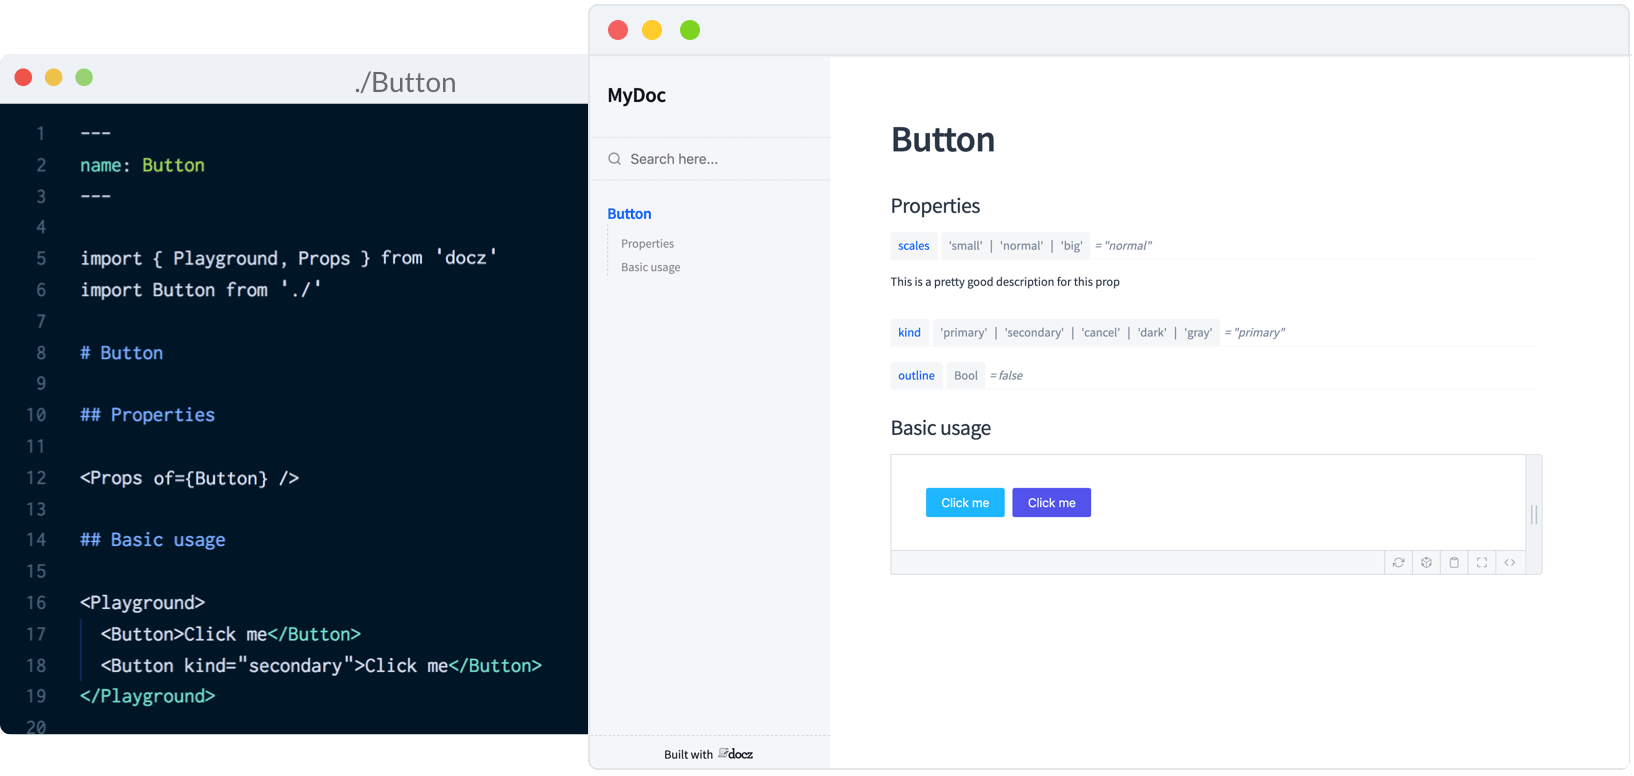 ./Button
1 ---
2 name: Button
3 ---
4
5 import { Playground, Props } from 'docz'
6 import Button from './'
7
8 # Button
9
10 ## Properties
11
12 <Props of={Button} />
13
14 ## Basic usage
15
16 <Playground>
17 <Button>Click me</Button>
18 <Button kind="secondary">Click me</Button>
19 </Playground>
20
MyDoc
Search here...
Button
Properties
Basic usage
Built with docz
Button
Properties
scales 'small' | 'normal' | 'big' = "normal"
This is a pretty good description for this prop
kind 'primary' | 'secondary' | 'cancel' | 'dark' | 'gray' = "primary"
outline Bool = false
Basic usage
Click me Click me